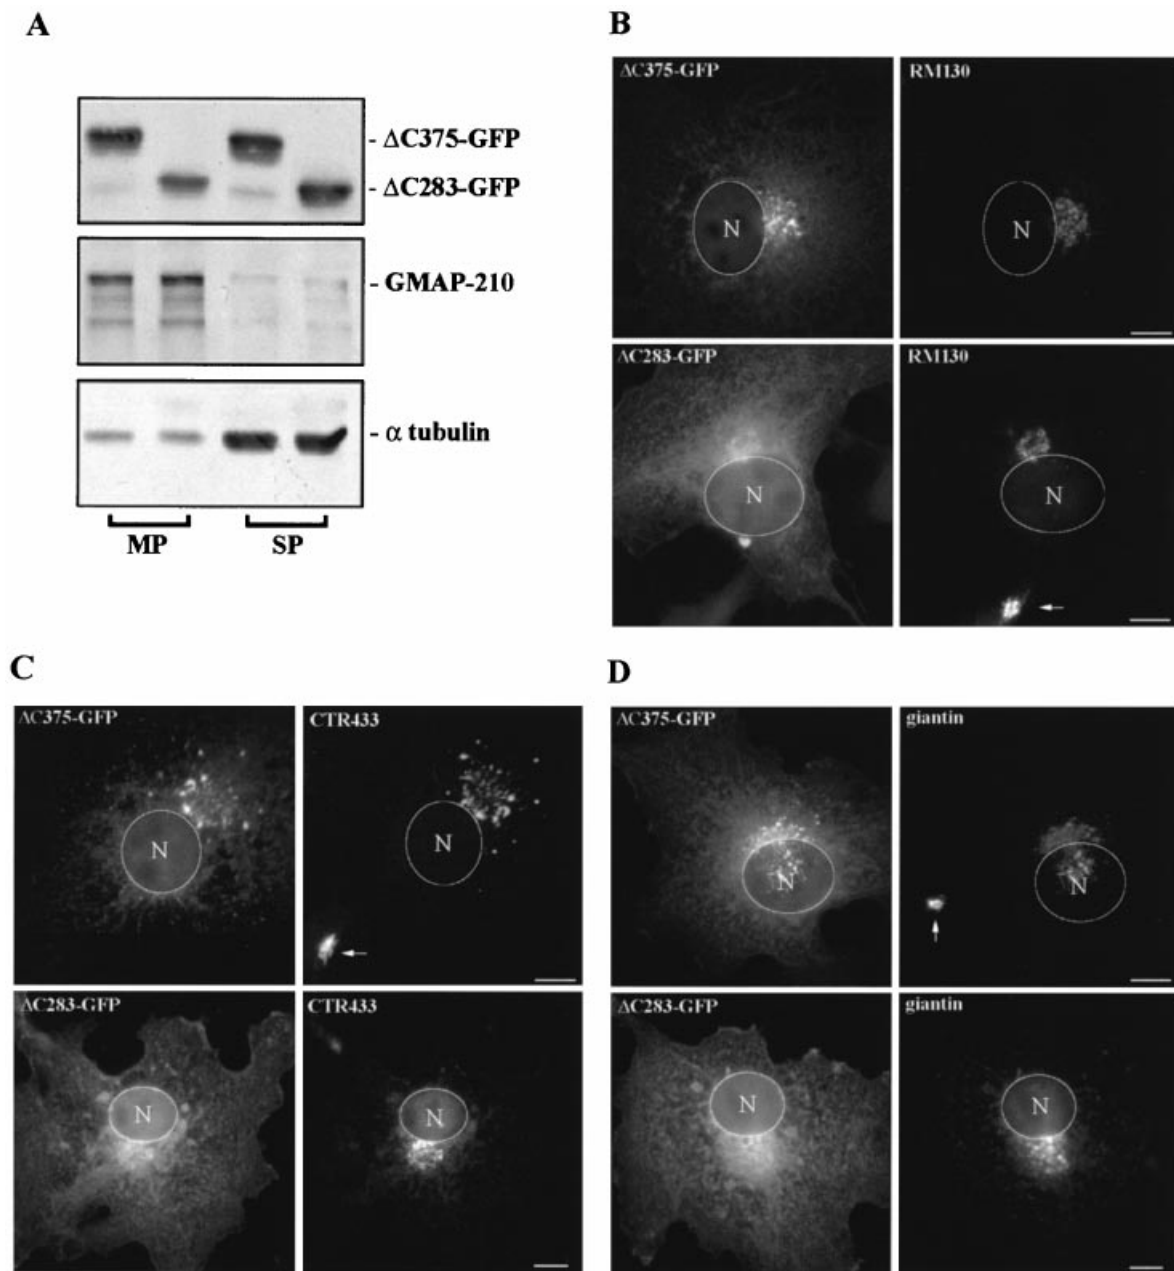 A
- ΔC375-GFP
- ΔC283-GFP
- GMAP-210
- α tubulin
MP SP
B
ΔC375-GFP RM130
N N
ΔC283-GFP RM130
N N
C
ΔC375-GFP CTR433
N N
ΔC283-GFP CTR433
N N
D
ΔC375-GFP giantin
N N
ΔC283-GFP giantin
N N